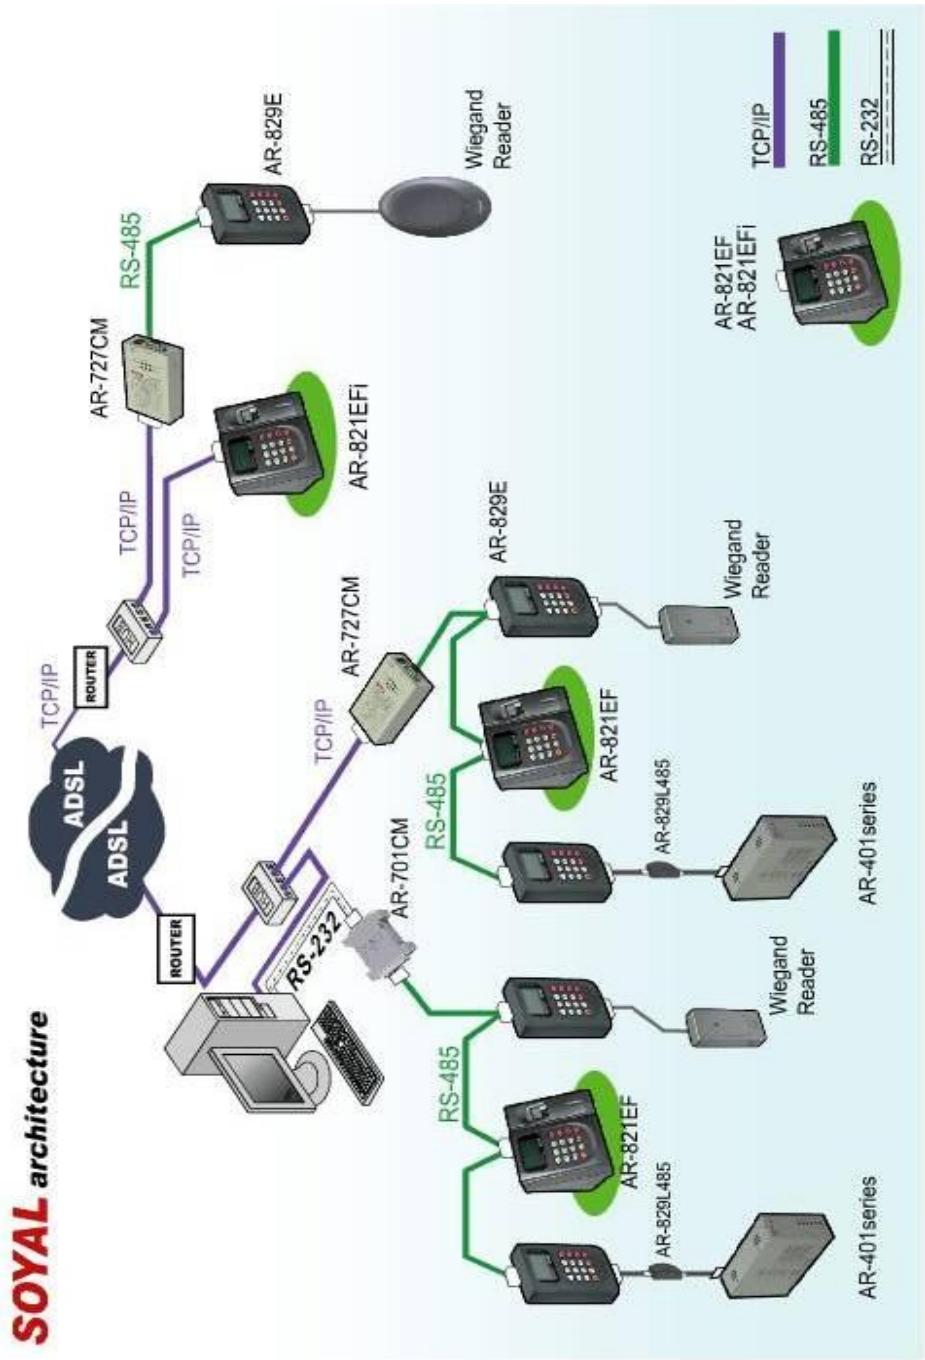 SOYAL architecture
ADSL
ADSL
TCP/IP
ROUTER
ROUTER
TCP/IP
TCP/IP
AR-727CM
RS-485
AR-829E
Wiegand
Reader
AR-821EFi
RS-232
TCP/IP
AR-727CM
AR-701CM
AR-829E
RS-485
RS-485
AR-821EF
Wiegand
Reader
AR-829L485
AR-401series
AR-821EF
Wiegand
Reader
AR-829L485
AR-401series
AR-821EF
AR-821EFi
TCP/IP
RS-485
RS-232